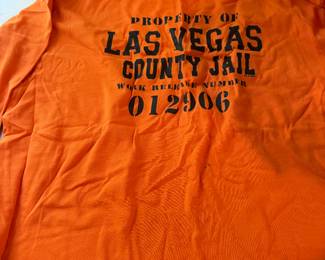 PROPERTY OF
LAS VEGAS
COUNTY JAIL
WORK RELEASE NUMBER
012906